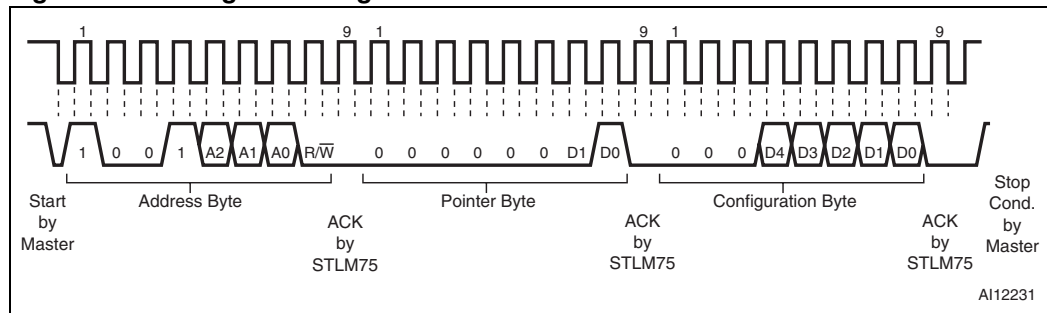 1 9 1 9 1 9
1 0 0 1 A2 A1 A0 R/W̅ 0 0 0 0 0 0 D1 D0 0 0 0 D4 D3 D2 D1 D0
Start
by
Master
Address Byte
ACK
by
STLM75
Pointer Byte
ACK
by
STLM75
Configuration Byte
ACK
by
STLM75
Stop
Cond.
by
Master
AI12231